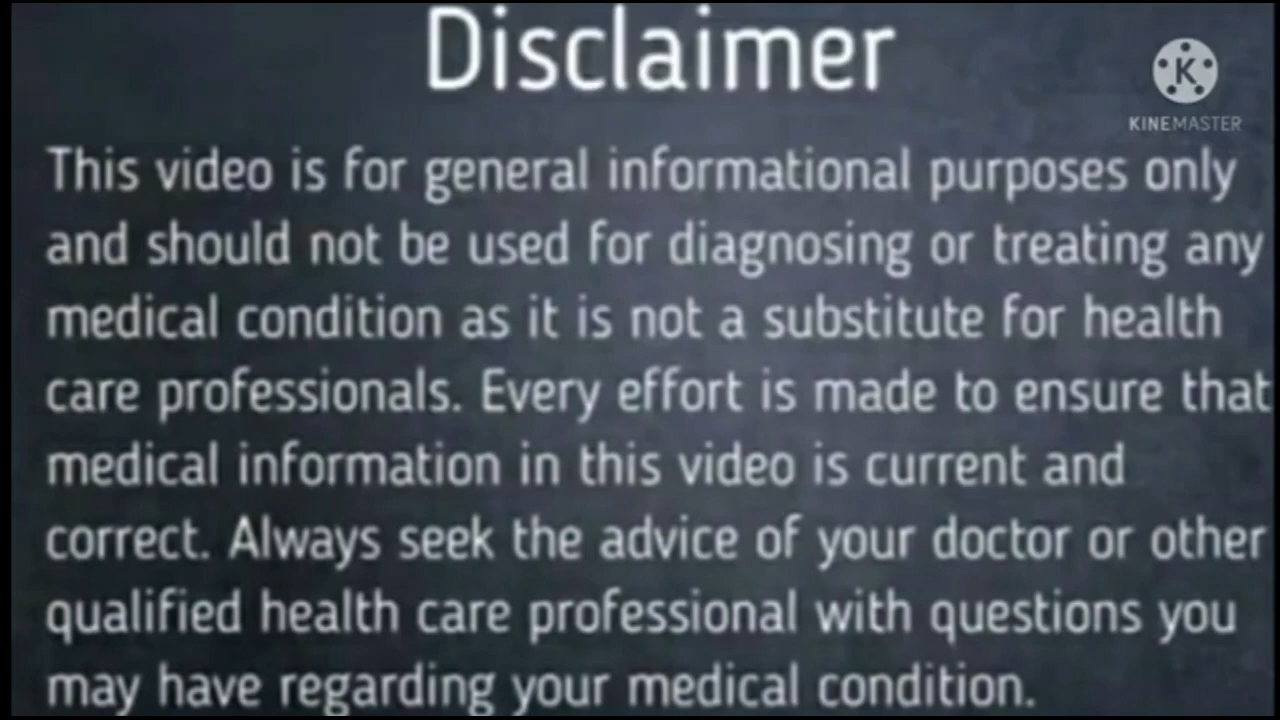 Disclaimer
KINEMASTER
This video is for general informational purposes only
and should not be used for diagnosing or treating any
medical condition as it is not a substitute for health
care professionals. Every effort is made to ensure that
medical information in this video is current and
correct. Always seek the advice of your doctor or other
qualified health care professional with questions you
may have regarding your medical condition.